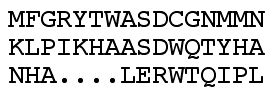 MFGRYTWASDCGNMMN
KLPIKHAASDWQTYHA
NHA....LERWTQIPL